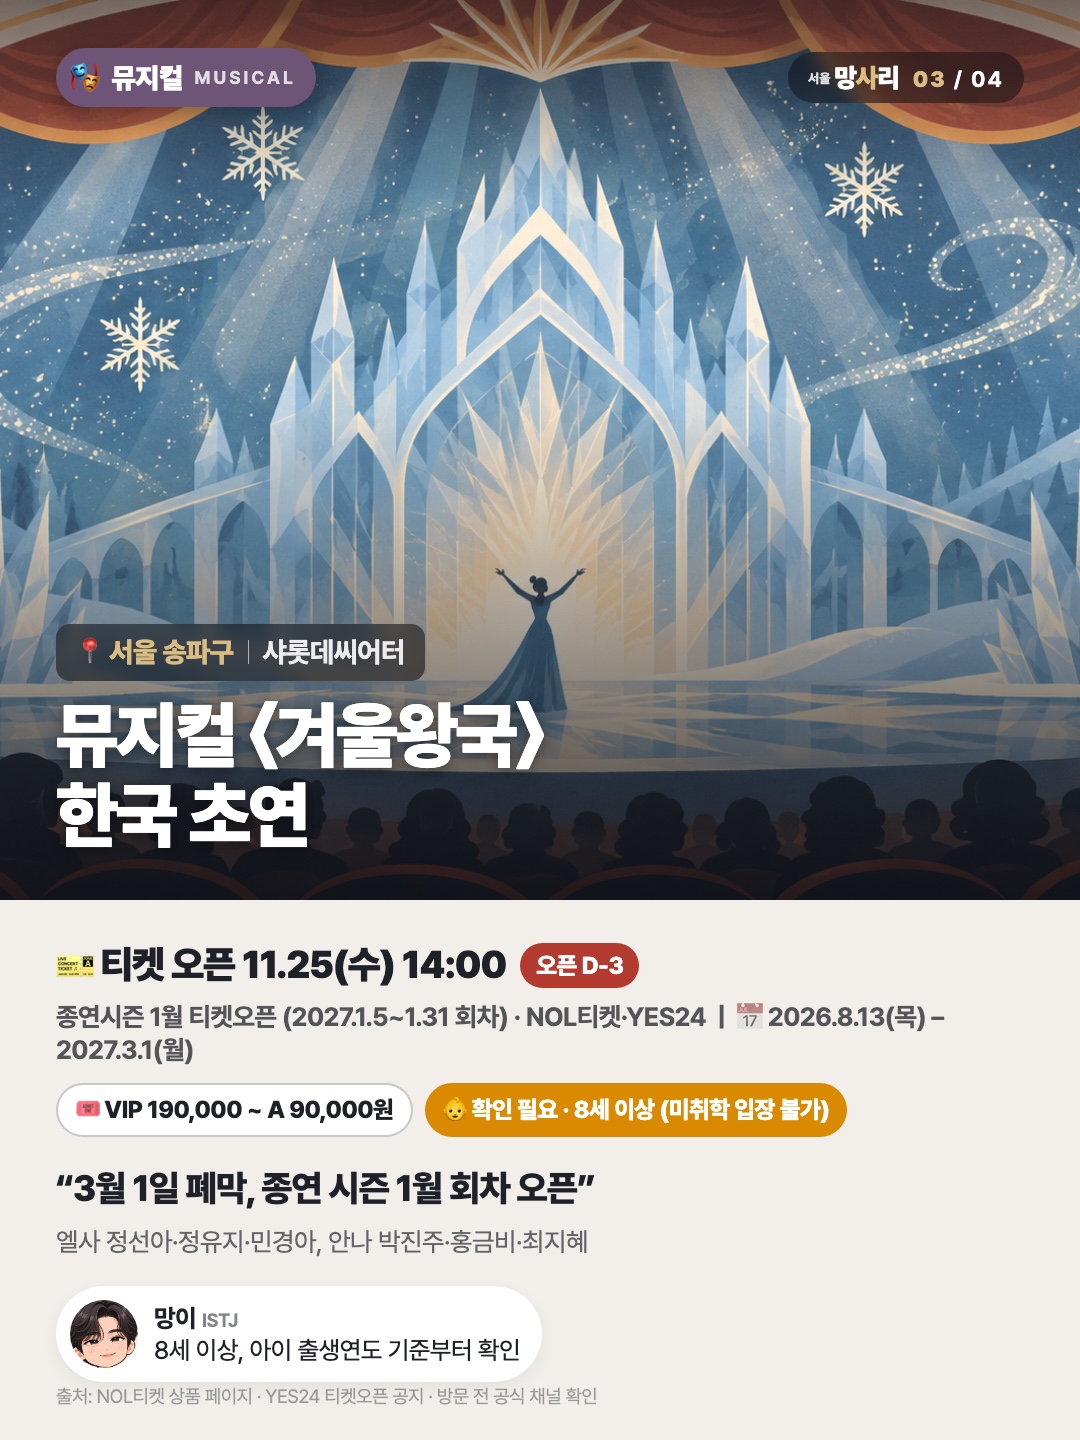 🎭 뮤지컬 MUSICAL
서울 망사리 03 / 04
📍 서울 송파구 | 샤롯데씨어터
뮤지컬 〈겨울왕국〉
한국 초연
🎫 티켓 오픈 11.25(수) 14:00 오픈 D-3
종연시즌 1월 티켓오픈 (2027.1.5~1.31 회차) · NOL티켓·YES24 | 📅 2026.8.13(목) –
2027.3.1(월)
🎟️ VIP 190,000 ~ A 90,000원
👶 확인 필요 · 8세 이상 (미취학 입장 불가)
“3월 1일 폐막, 종연 시즌 1월 회차 오픈”
엘사 정선아·정유지·민경아, 안나 박진주·홍금비·최지혜
망이 ISTJ
8세 이상, 아이 출생연도 기준부터 확인
출처: NOL티켓 상품 페이지 · YES24 티켓오픈 공지 · 방문 전 공식 채널 확인